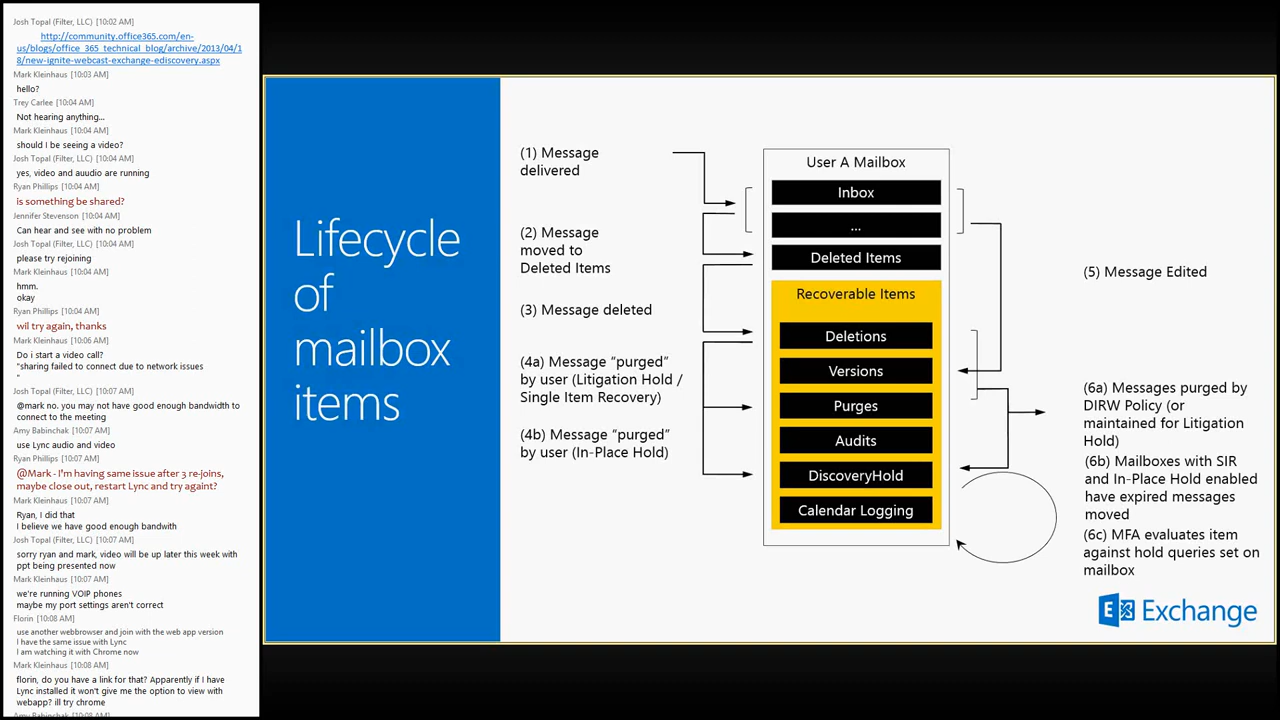 Josh Topal (Filter, LLC) [10:02 AM]
http://community.office365.com/en-
us/blogs/office_365_technical_blog/archive/2013/04/1
8/new-ignite-webcast-exchange-ediscovery.aspx
Mark Kleinhaus [10:03 AM]
hello?
Trey Carlee [10:04 AM]
Not hearing anything...
Mark Kleinhaus [10:04 AM]
should I be seeing a video?
Josh Topal (Filter, LLC) [10:04 AM]
yes, video and auudio are running
Ryan Phillips [10:04 AM]
is something be shared?
Jennifer Stevenson [10:04 AM]
Can hear and see with no problem
Josh Topal (Filter, LLC) [10:04 AM]
please try rejoining
Mark Kleinhaus [10:04 AM]
hmm.
okay
Ryan Phillips [10:04 AM]
wil try again, thanks
Mark Kleinhaus [10:06 AM]
Do i start a video call?
"sharing failed to connect due to network issues
"
Josh Topal (Filter, LLC) [10:07 AM]
@mark no. you may not have good enough bandwidth to
connect to the meeting
Amy Babinchak [10:07 AM]
use Lync audio and video
Ryan Phillips [10:07 AM]
@Mark - I'm having same issue after 3 re-joins,
maybe close out, restart Lync and try againt?
Mark Kleinhaus [10:07 AM]
Ryan, I did that
I believe we have good enough bandwith
Josh Topal (Filter, LLC) [10:07 AM]
sorry ryan and mark, video will be up later this week with
ppt being presented now
Mark Kleinhaus [10:07 AM]
we're running VOIP phones
maybe my port settings aren't correct
Florin [10:08 AM]
use another webbrowser and join with the web app version
I have the same issue with Lync
I am watching it with Chrome now
Mark Kleinhaus [10:08 AM]
florin, do you have a link for that? Apparently if I have
Lync installed it won't give me the option to view with
webapp? ill try chrome
Amy Babinchak [10:08 AM]
Lifecycle
of
mailbox
items
(1) Message
delivered
(2) Message
moved to
Deleted Items
(3) Message deleted
(4a) Message “purged”
by user (Litigation Hold /
Single Item Recovery)
(4b) Message “purged”
by user (In-Place Hold)
User A Mailbox
Inbox
...
Deleted Items
Recoverable Items
Deletions
Versions
Purges
Audits
DiscoveryHold
Calendar Logging
(5) Message Edited
(6a) Messages purged by
DIRW Policy (or
maintained for Litigation
Hold)
(6b) Mailboxes with SIR
and In-Place Hold enabled
have expired messages
moved
(6c) MFA evaluates item
against hold queries set on
mailbox
Exchange